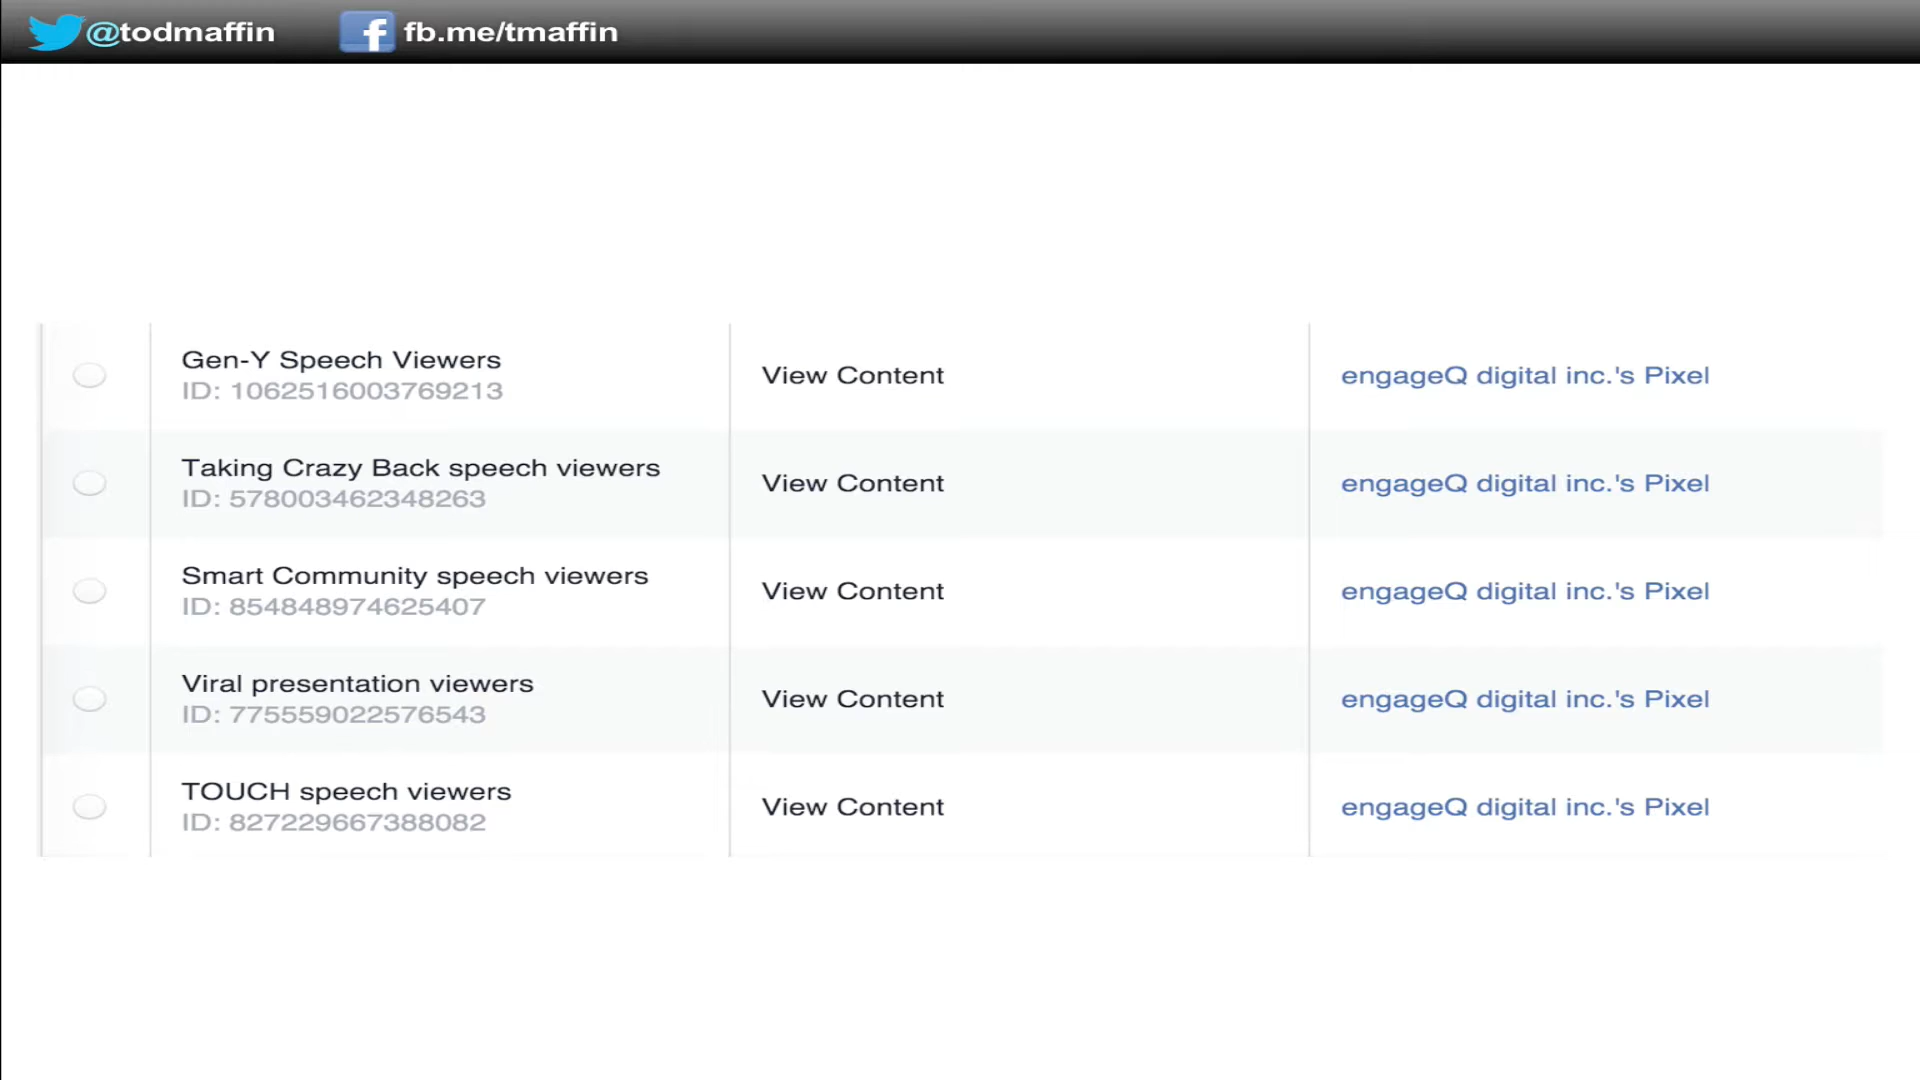 @todmaffin fb.me/tmaffin
Gen-Y Speech Viewers
ID: 1062516003769213
View Content
engageQ digital inc.'s Pixel
Taking Crazy Back speech viewers
ID: 578003462348263
View Content
engageQ digital inc.'s Pixel
Smart Community speech viewers
ID: 854848974625407
View Content
engageQ digital inc.'s Pixel
Viral presentation viewers
ID: 775559022576543
View Content
engageQ digital inc.'s Pixel
TOUCH speech viewers
ID: 827229667388082
View Content
engageQ digital inc.'s Pixel